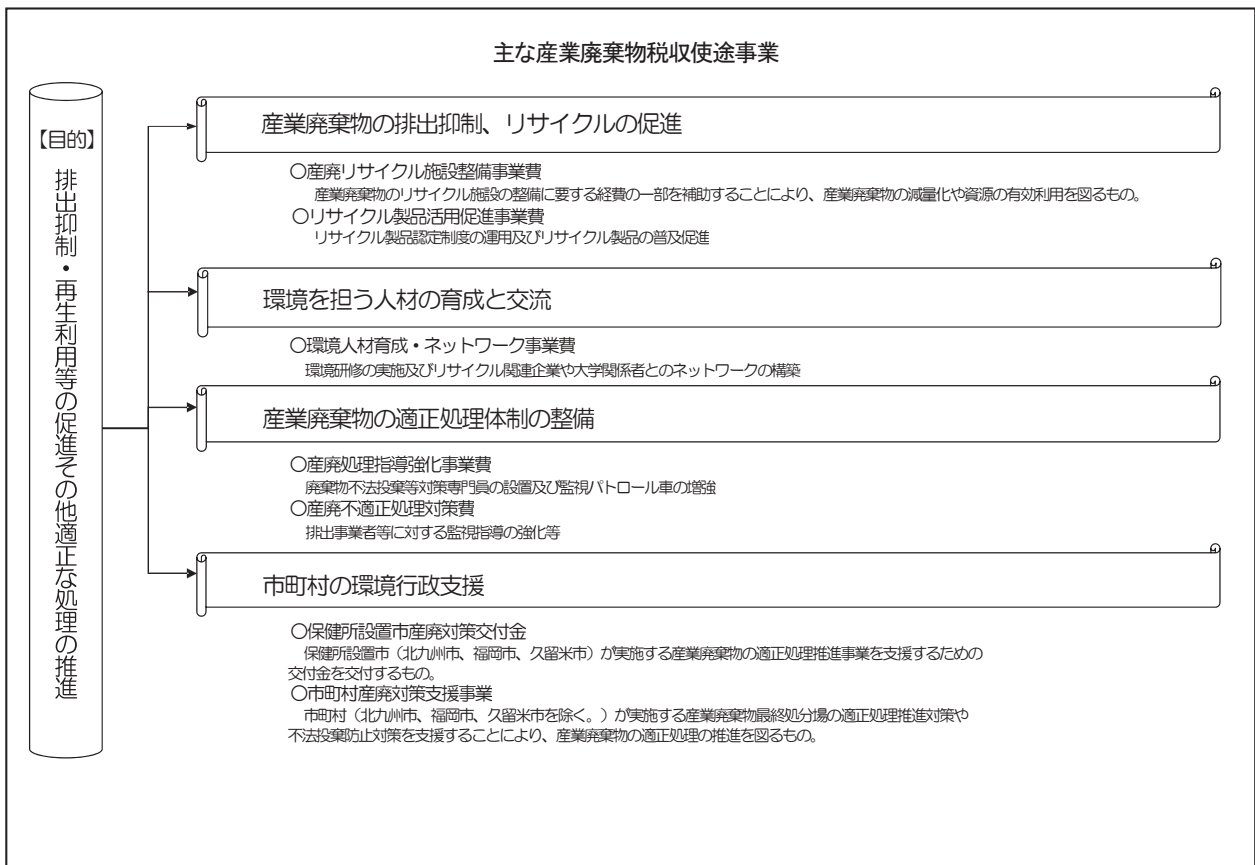 主な産業廃棄物税収使途事業
【目的】
排出抑制・再生利用等の促進その他適正な処理の推進
産業廃棄物の排出抑制、リサイクルの促進
○産廃リサイクル施設整備事業費
産業廃棄物のリサイクル施設の整備に要する経費の一部を補助することにより、産業廃棄物の減量化や資源の有効利用を図るもの。
○リサイクル製品活用促進事業費
リサイクル製品認定制度の運用及びリサイクル製品の普及促進
環境を担う人材の育成と交流
○環境人材育成・ネットワーク事業費
環境研修の実施及びリサイクル関連企業や大学関係者とのネットワークの構築
産業廃棄物の適正処理体制の整備
○産廃処理指導強化事業費
廃棄物不法投棄等対策専門員の設置及び監視パトロール車の増強
○産廃不適正処理対策費
排出事業者等に対する監視指導の強化等
市町村の環境行政支援
○保健所設置市産廃対策交付金
保健所設置市（北九州市、福岡市、久留米市）が実施する産業廃棄物の適正処理推進事業を支援するための
交付金を交付するもの。
○市町村産廃対策支援事業
市町村（北九州市、福岡市、久留米市を除く。）が実施する産業廃棄物最終処分場の適正処理推進対策や
不法投棄防止対策を支援することにより、産業廃棄物の適正処理の推進を図るもの。